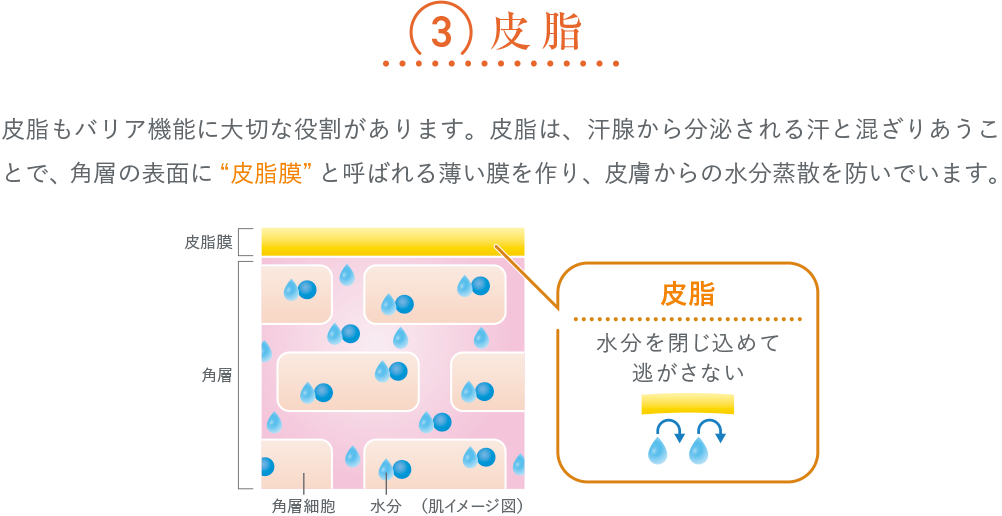 3 皮脂
皮脂もバリア機能に大切な役割があります。皮脂は、汗腺から分泌される汗と混ざりあうこ
とで、角層の表面に“皮脂膜”と呼ばれる薄い膜を作り、皮膚からの水分蒸散を防いでいます。
皮脂膜
角層
皮脂
水分を閉じ込めて
逃がさない
角層細胞 水分 （肌イメージ図）